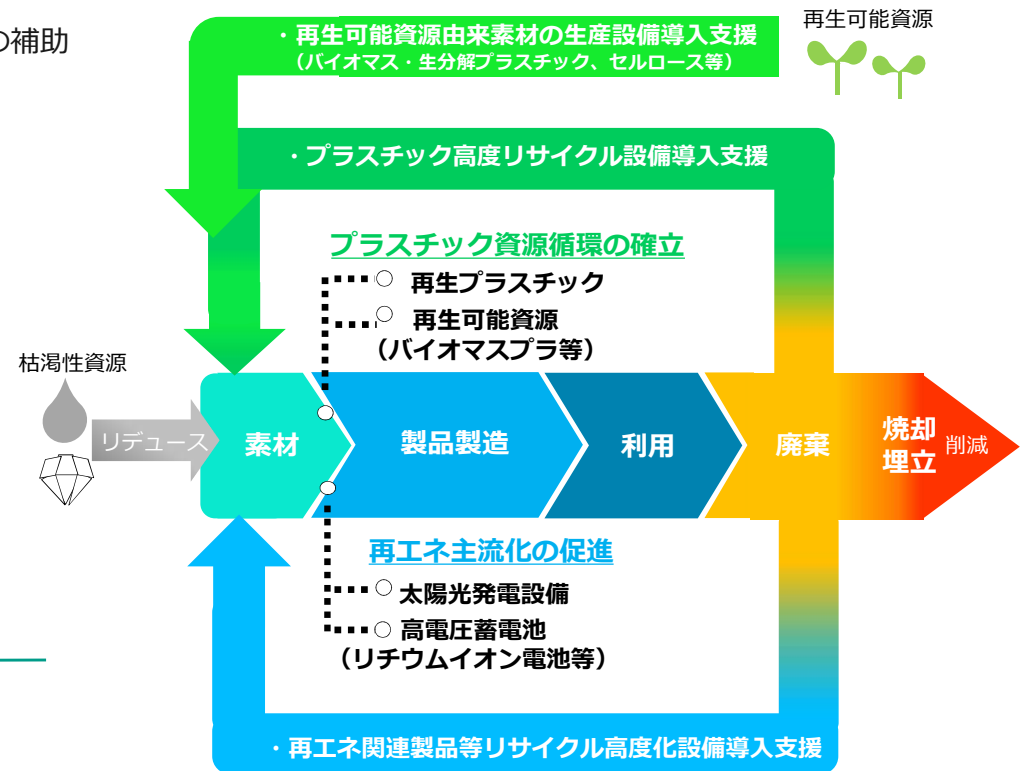 の補助
・再生可能資源由来素材の生産設備導入支援
（バイオマス・生分解プラスチック、セルロース等）
再生可能資源
・プラスチック高度リサイクル設備導入支援
プラスチック資源循環の確立
再生プラスチック
再生可能資源
（バイオマスプラ等）
枯渇性資源
リデュース
素材
製品製造
利用
廃棄
焼却
埋立
削減
再エネ主流化の促進
太陽光発電設備
高電圧蓄電池
（リチウムイオン電池等）
・再エネ関連製品等リサイクル高度化設備導入支援